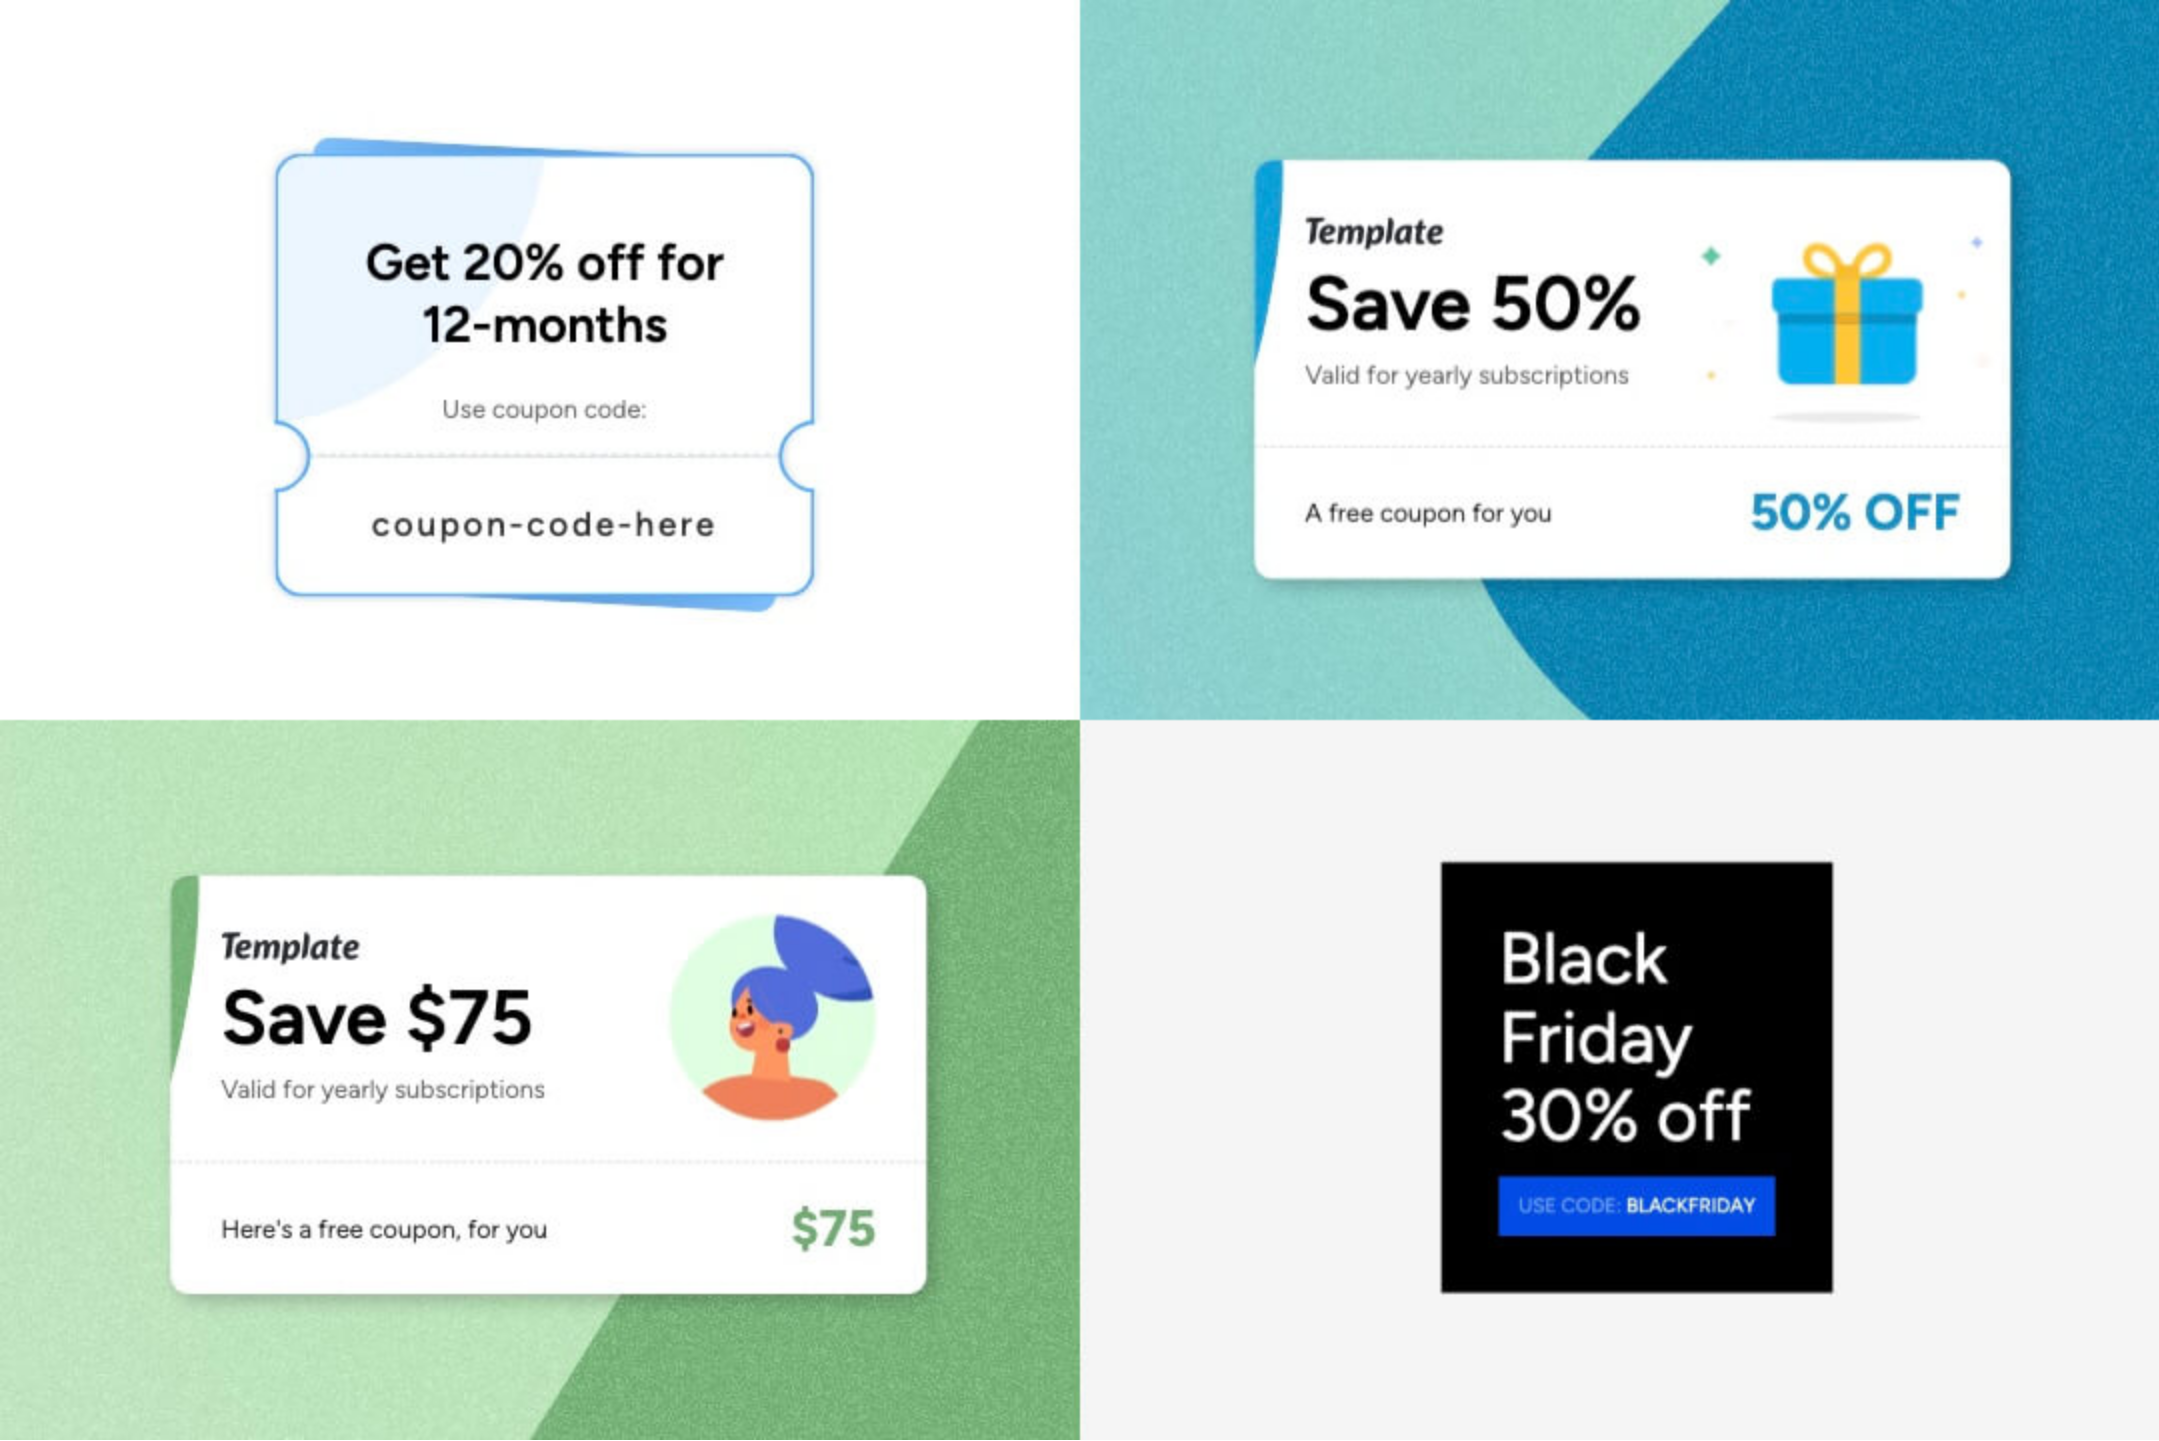 Get 20% off for
12-months
Use coupon code:
coupon-code-here
Template
Save 50%
Valid for yearly subscriptions
A free coupon for you
50% OFF
Template
Save $75
Valid for yearly subscriptions
Here's a free coupon, for you
$75
Black
Friday
30% off
USE CODE: BLACKFRIDAY